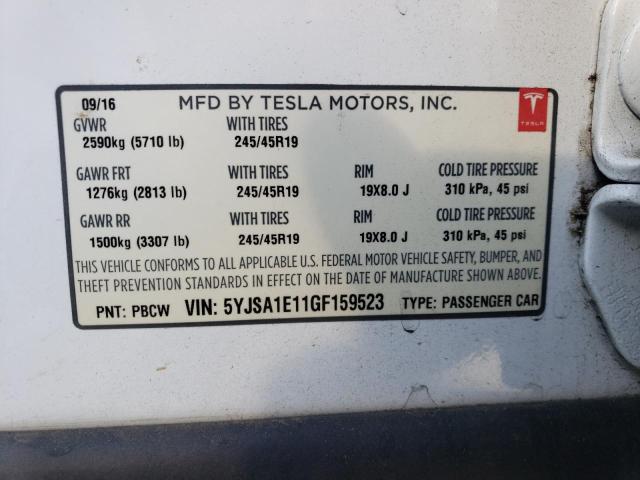 09/16 MFD BY TESLA MOTORS, INC.
TESLA
GVWR WITH TIRES
2590kg (5710 lb) 245/45R19
GAWR FRT WITH TIRES RIM COLD TIRE PRESSURE
1276kg (2813 lb) 245/45R19 19X8.0 J 310 kPa, 45 psi
GAWR RR WITH TIRES RIM COLD TIRE PRESSURE
1500kg (3307 lb) 245/45R19 19X8.0 J 310 kPa, 45 psi
THIS VEHICLE CONFORMS TO ALL APPLICABLE U.S. FEDERAL MOTOR VEHICLE SAFETY, BUMPER, AND
THEFT PREVENTION STANDARDS IN EFFECT ON THE DATE OF MANUFACTURE SHOWN ABOVE.
PNT: PBCW VIN: 5YJSA1E11GF159523 TYPE: PASSENGER CAR